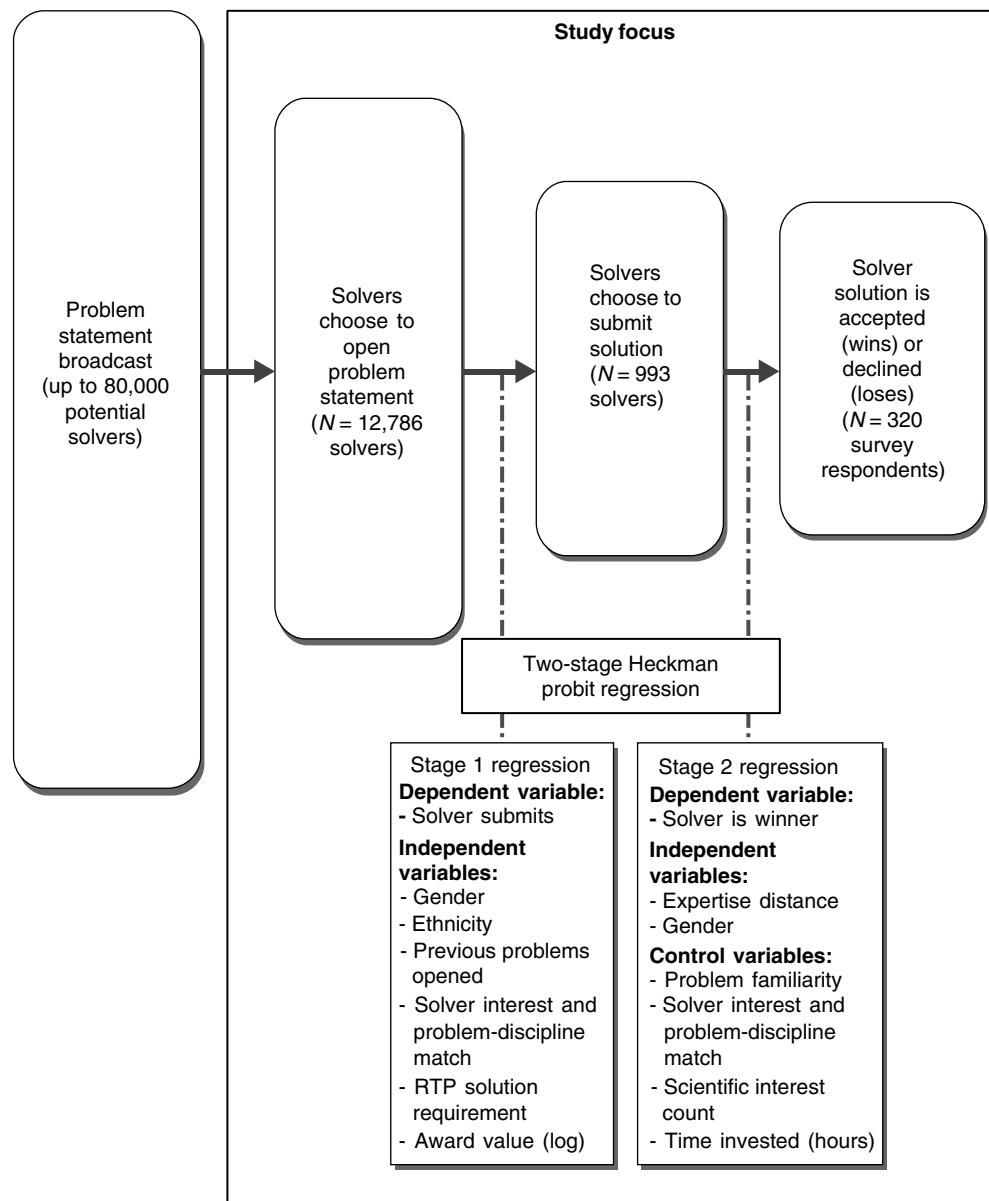 Study focus
Problem
statement
broadcast
(up to 80,000
potential
solvers)
Solvers
choose to
open
problem
statement
(N = 12,786
solvers)
Solvers
choose to
submit
solution
(N = 993
solvers)
Solver
solution is
accepted
(wins) or
declined
(loses)
(N = 320
survey
respondents)
Two-stage Heckman
probit regression
Stage 1 regression
Dependent variable:
- Solver submits
Independent
variables:
- Gender
- Ethnicity
- Previous problems
opened
- Solver interest and
problem-discipline
match
- RTP solution
requirement
- Award value (log)
Stage 2 regression
Dependent variable:
- Solver is winner
Independent
variables:
- Expertise distance
- Gender
Control variables:
- Problem familiarity
- Solver interest and
problem-discipline
match
- Scientific interest
count
- Time invested (hours)